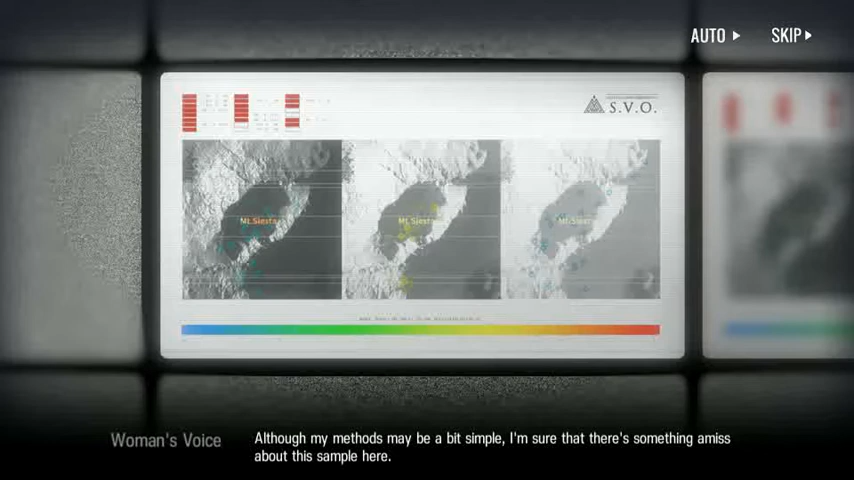 AUTO
SKIP
S.V.O.
Mt.Siesta
Mt.Siesta
Mt.Siesta
Woman's Voice
Although my methods may be a bit simple, I'm sure that there's something amiss
about this sample here.